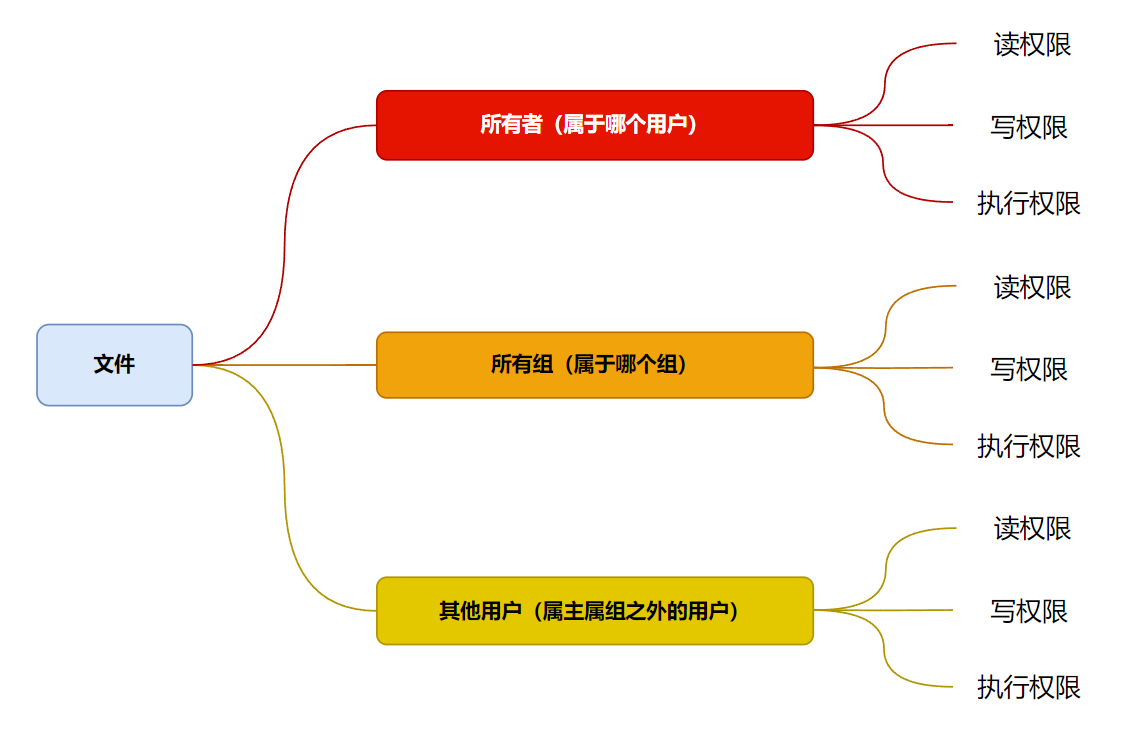 文件
所有者（属于哪个用户）
读权限
写权限
执行权限
所有组（属于哪个组）
读权限
写权限
执行权限
其他用户（属主属组之外的用户）
读权限
写权限
执行权限